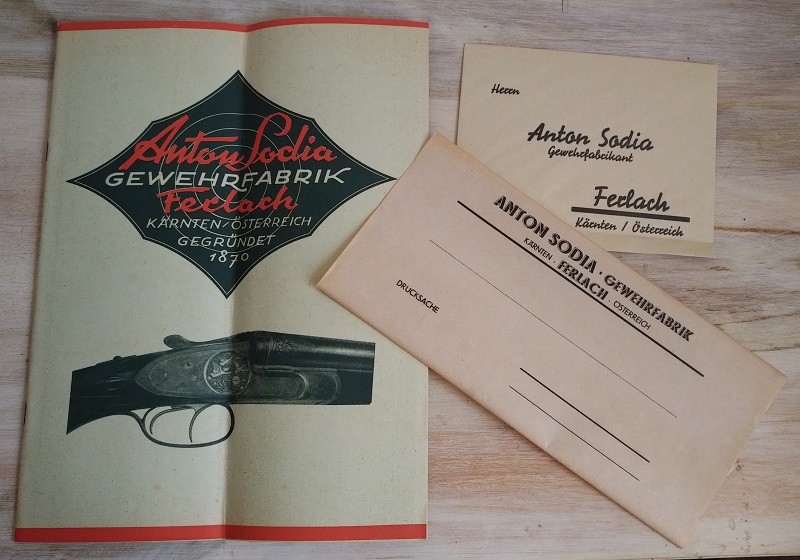 Anton Sodia
GEWEHRFABRIK
Ferlach
KÄRNTEN/ÖSTERREICH
GEGRÜNDET
1870
Herrn
Anton Sodia
Gewehrfabrikant
Ferlach
Kärnten / Österreich
ANTON SODIA · GEWEHRFABRIK
KÄRNTEN · FERLACH · ÖSTERREICH
DRUCKSACHE